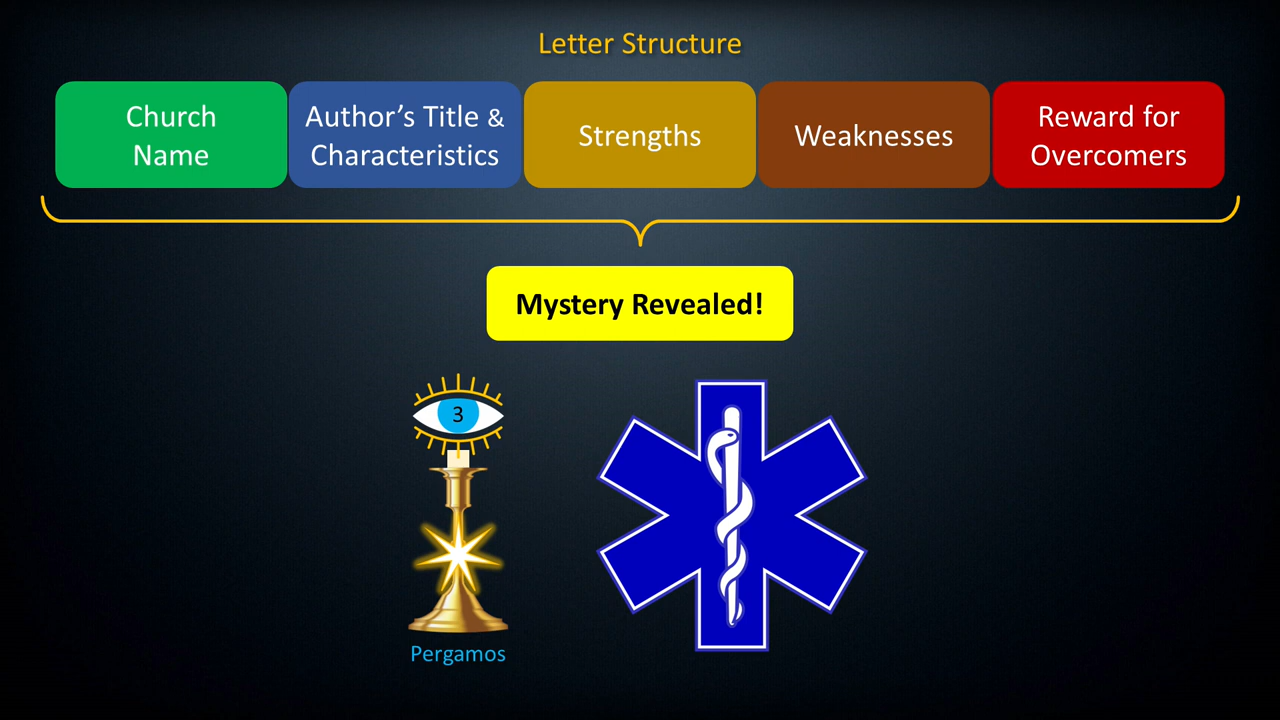 Letter Structure
Church
Name
Author's Title &
Characteristics
Strengths
Weaknesses
Reward for
Overcomers
Mystery Revealed!
3
Pergamos